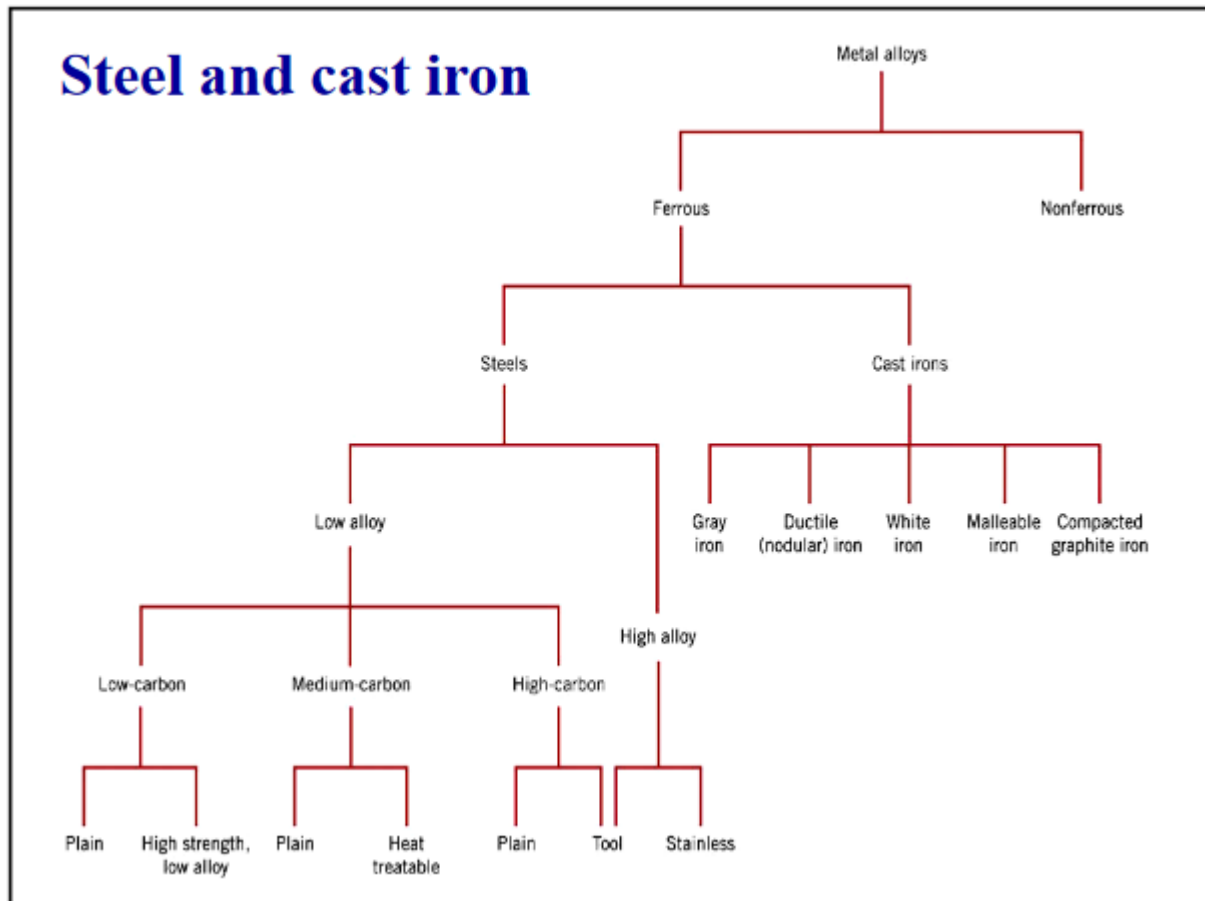 Steel and cast iron
Metal alloys
Ferrous
Nonferrous
Steels
Cast irons
Low alloy
Gray
iron
Ductile
(nodular) iron
White
iron
Malleable
iron
Compacted
graphite iron
High alloy
Low-carbon
Medium-carbon
High-carbon
Plain
High strength,
low alloy
Plain
Heat
treatable
Plain
Tool
Stainless